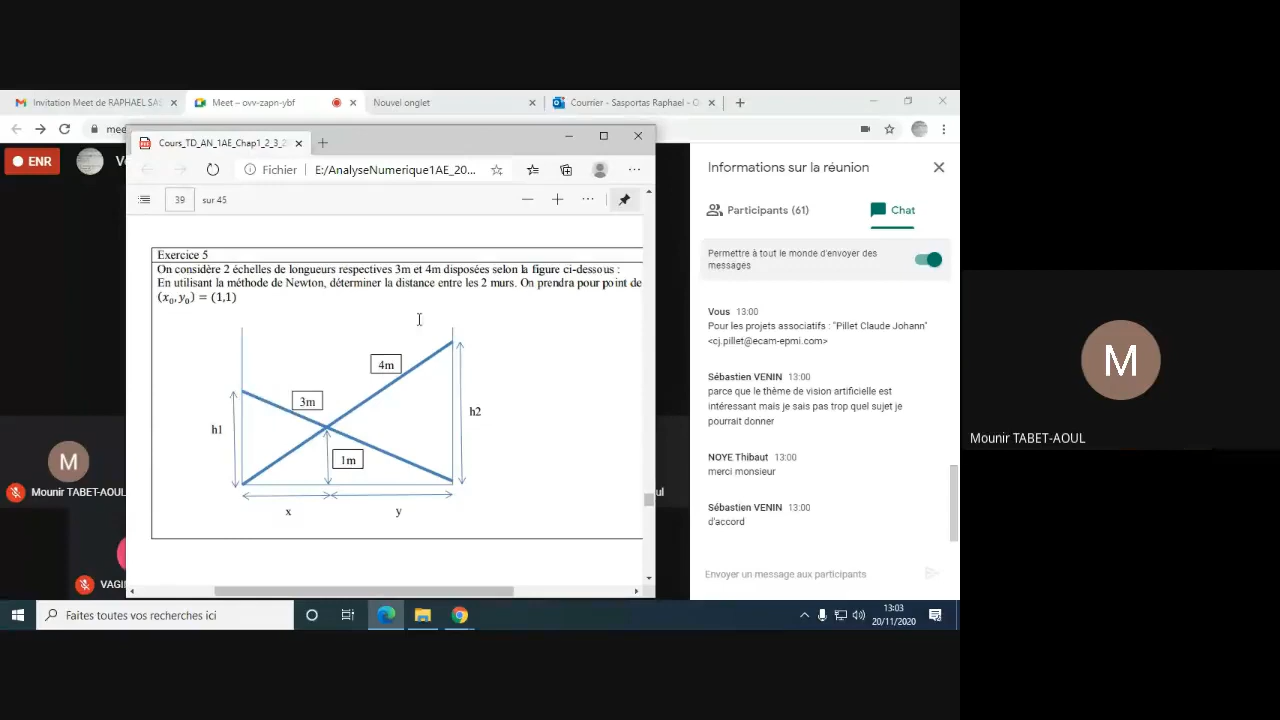 Invitation Meet de RAPHAEL SAS
Meet – ovv-zapn-ybf
Nouvel onglet
Courrier - Sasportas Raphael - O
mee
ENR
Cours_TD_AN_1AE_Chap1_2_3_2
Fichier
E:/AnalyseNumerique1AE_20...
39
sur 45
Exercice 5
On considère 2 échelles de longueurs respectives 3m et 4m disposées selon la figure ci-dessous :
En utilisant la méthode de Newton, déterminer la distance entre les 2 murs. On prendra pour point de
(x₀, y₀) = (1,1)
4m
3m
h1
h2
1m
x
y
M
Mounir TABET-AOUL
ul
VAGI
Informations sur la réunion
Participants (61)
Chat
Permettre à tout le monde d'envoyer des
messages
Vous 13:00
Pour les projets associatifs : "Pillet Claude Johann"
<cj.pillet@ecam-epmi.com>
Sébastien VENIN 13:00
parce que le thème de vision artificielle est
intéressant mais je sais pas trop quel sujet je
pourrait donner
NOYE Thibaut 13:00
merci monsieur
Sébastien VENIN 13:00
d'accord
Envoyer un message aux participants
Faites toutes vos recherches ici
13:03
20/11/2020
M
Mounir TABET-AOUL